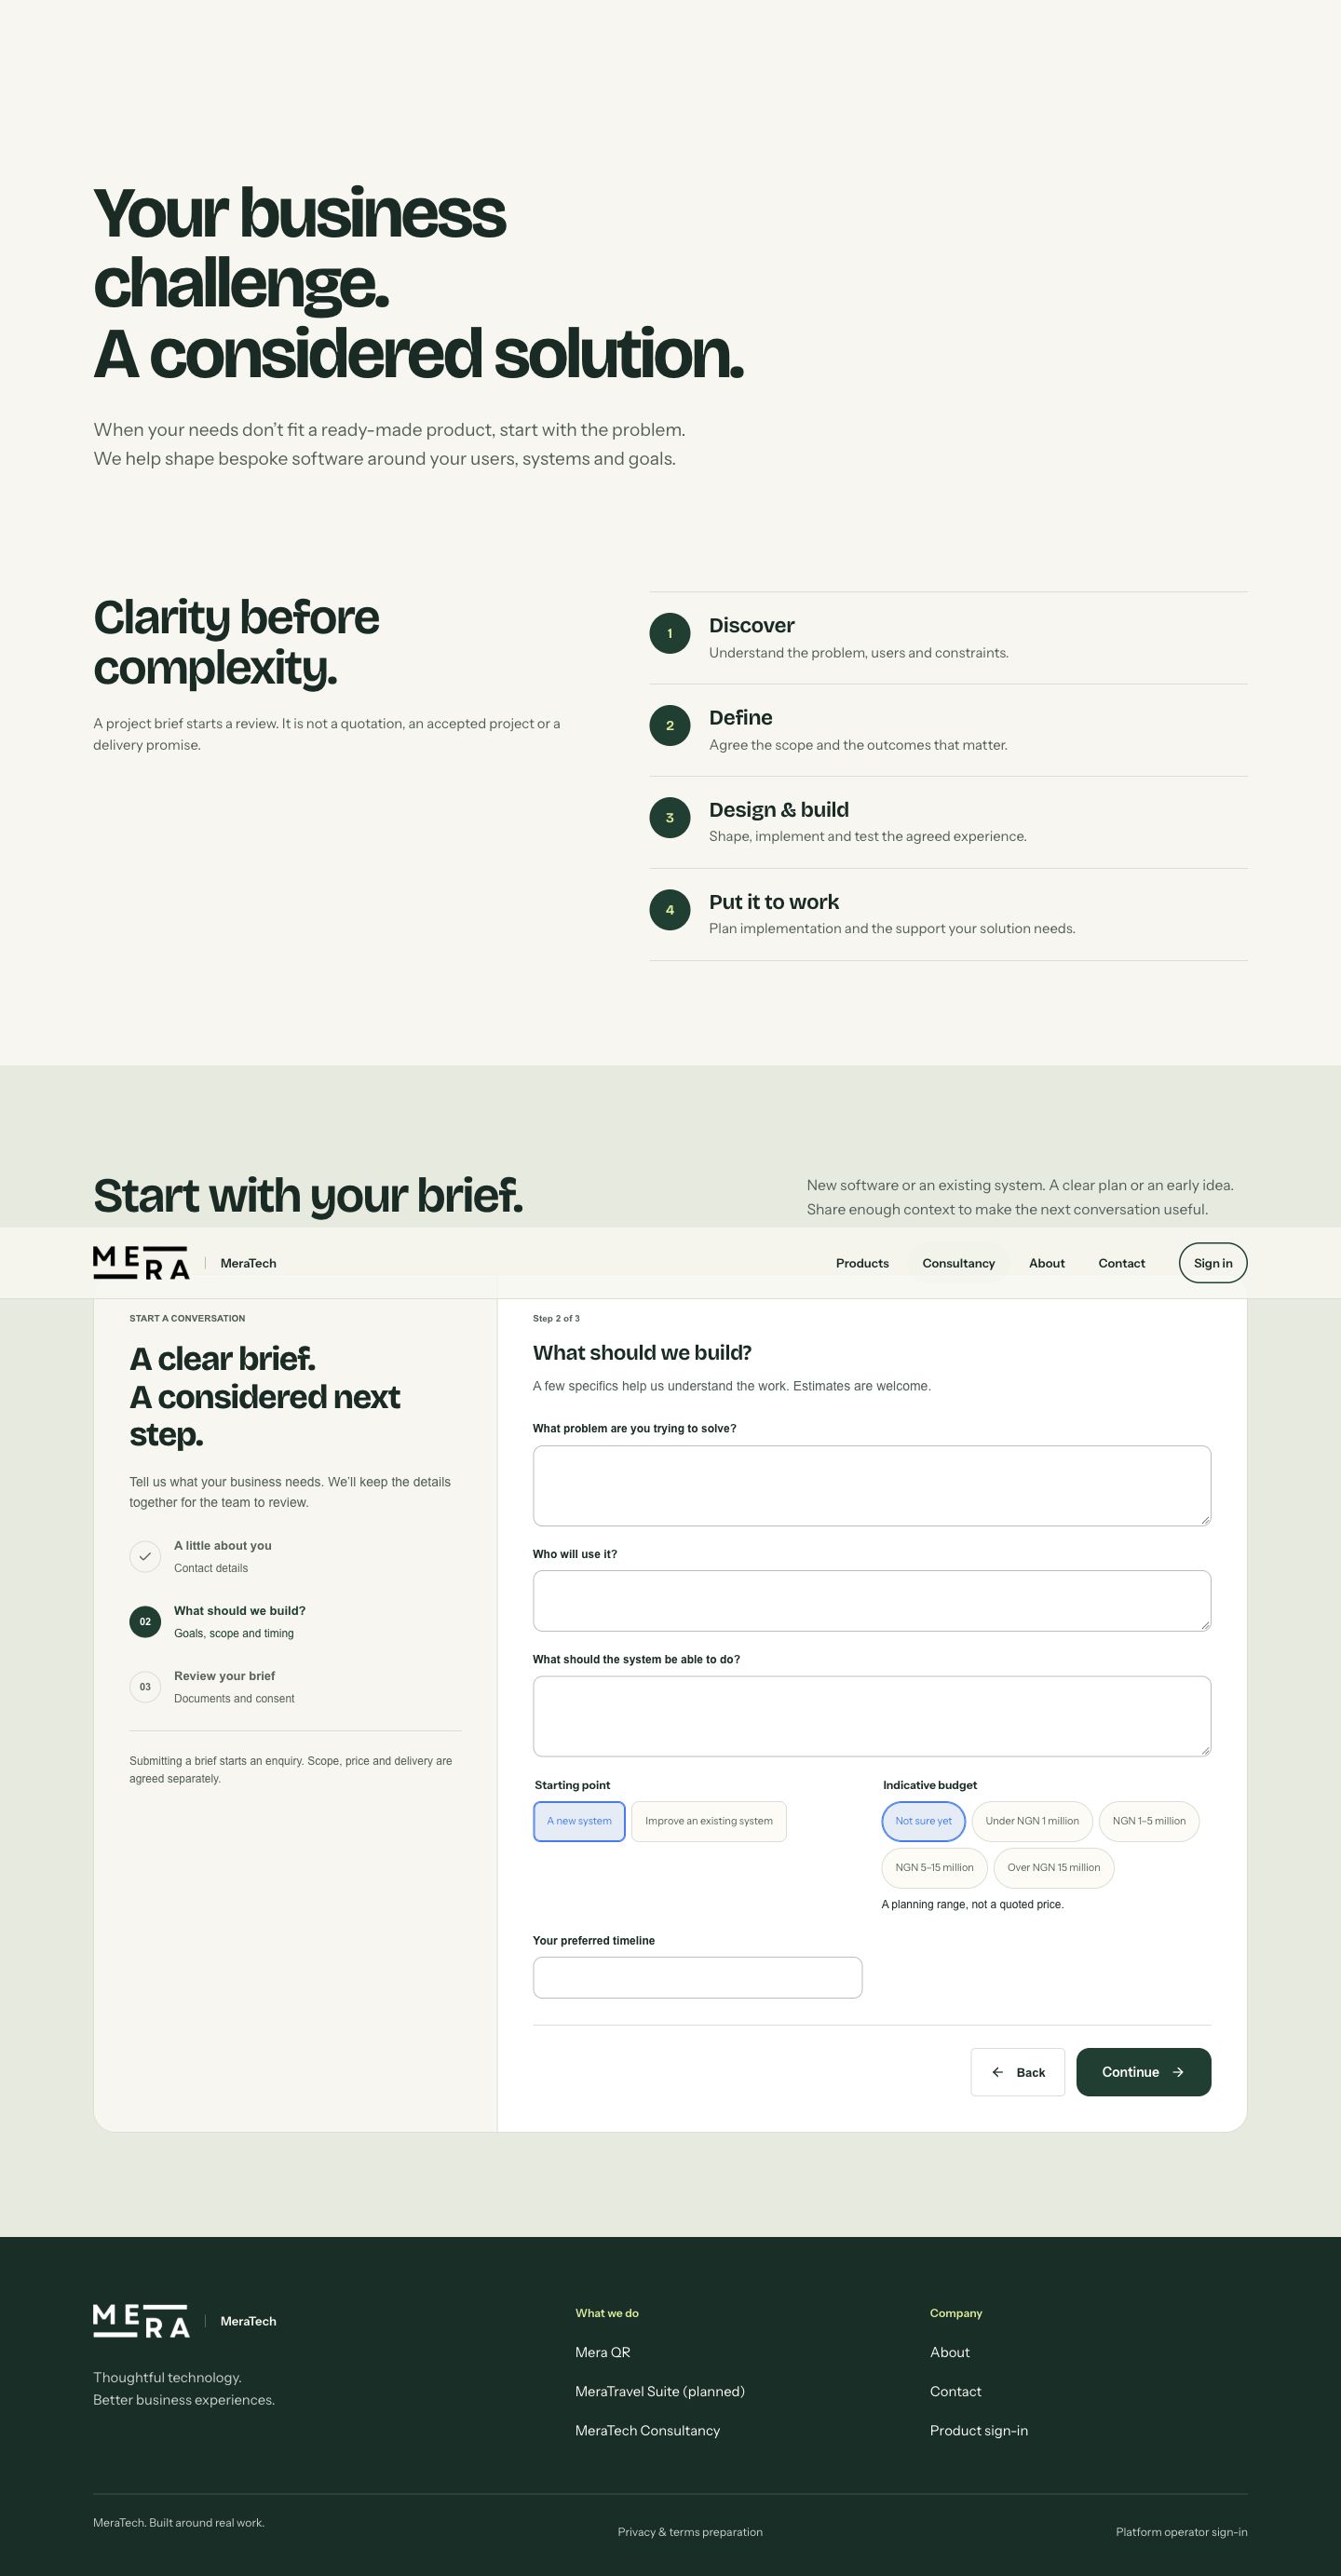 Your business
challenge.
A considered solution.
When your needs don’t fit a ready-made product, start with the problem.
We help shape bespoke software around your users, systems and goals.
Clarity before
complexity.
A project brief starts a review. It is not a quotation, an accepted project or a
delivery promise.
1
Discover
Understand the problem, users and constraints.
2
Define
Agree the scope and the outcomes that matter.
3
Design & build
Shape, implement and test the agreed experience.
4
Put it to work
Plan implementation and the support your solution needs.
Start with your brief.
New software or an existing system. A clear plan or an early idea.
Share enough context to make the next conversation useful.
MERA
MeraTech
Products
Consultancy
About
Contact
Sign in
START A CONVERSATION
A clear brief.
A considered next
step.
Tell us what your business needs. We’ll keep the details
together for the team to review.
A little about you
Contact details
02
What should we build?
Goals, scope and timing
03
Review your brief
Documents and consent
Submitting a brief starts an enquiry. Scope, price and delivery are
agreed separately.
Step 2 of 3
What should we build?
A few specifics help us understand the work. Estimates are welcome.
What problem are you trying to solve?
Who will use it?
What should the system be able to do?
Starting point
A new system
Improve an existing system
Indicative budget
Not sure yet
Under NGN 1 million
NGN 1–5 million
NGN 5–15 million
Over NGN 15 million
A planning range, not a quoted price.
Your preferred timeline
Back
Continue
MERA
MeraTech
Thoughtful technology.
Better business experiences.
What we do
Mera QR
MeraTravel Suite (planned)
MeraTech Consultancy
Company
About
Contact
Product sign-in
MeraTech. Built around real work.
Privacy & terms preparation
Platform operator sign-in